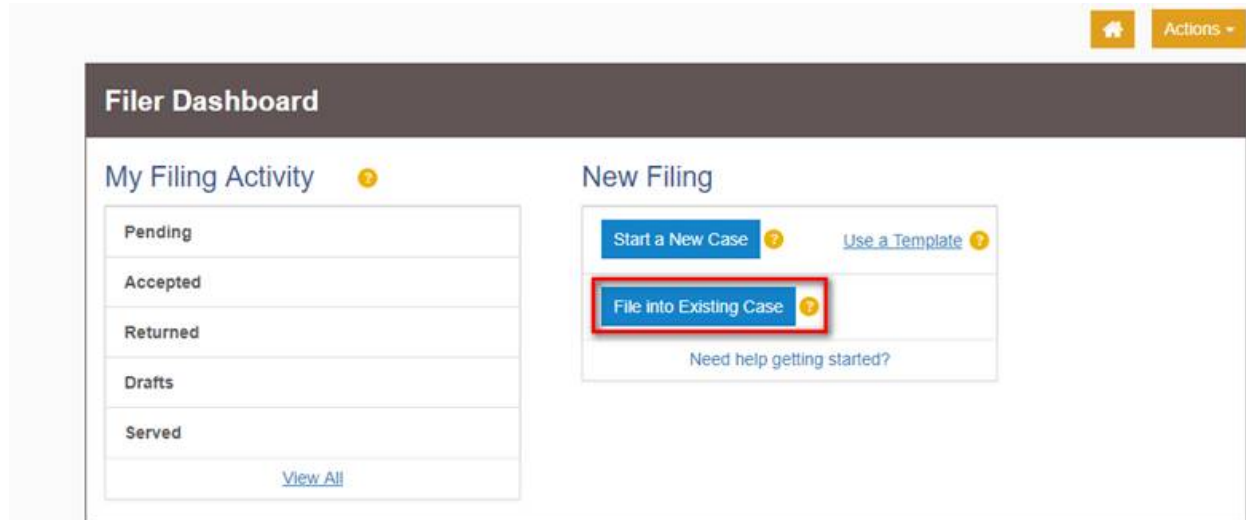 Actions
Filer Dashboard
My Filing Activity ?
Pending
Accepted
Returned
Drafts
Served
View All
New Filing
Start a New Case ? Use a Template ?
File into Existing Case ?
Need help getting started?